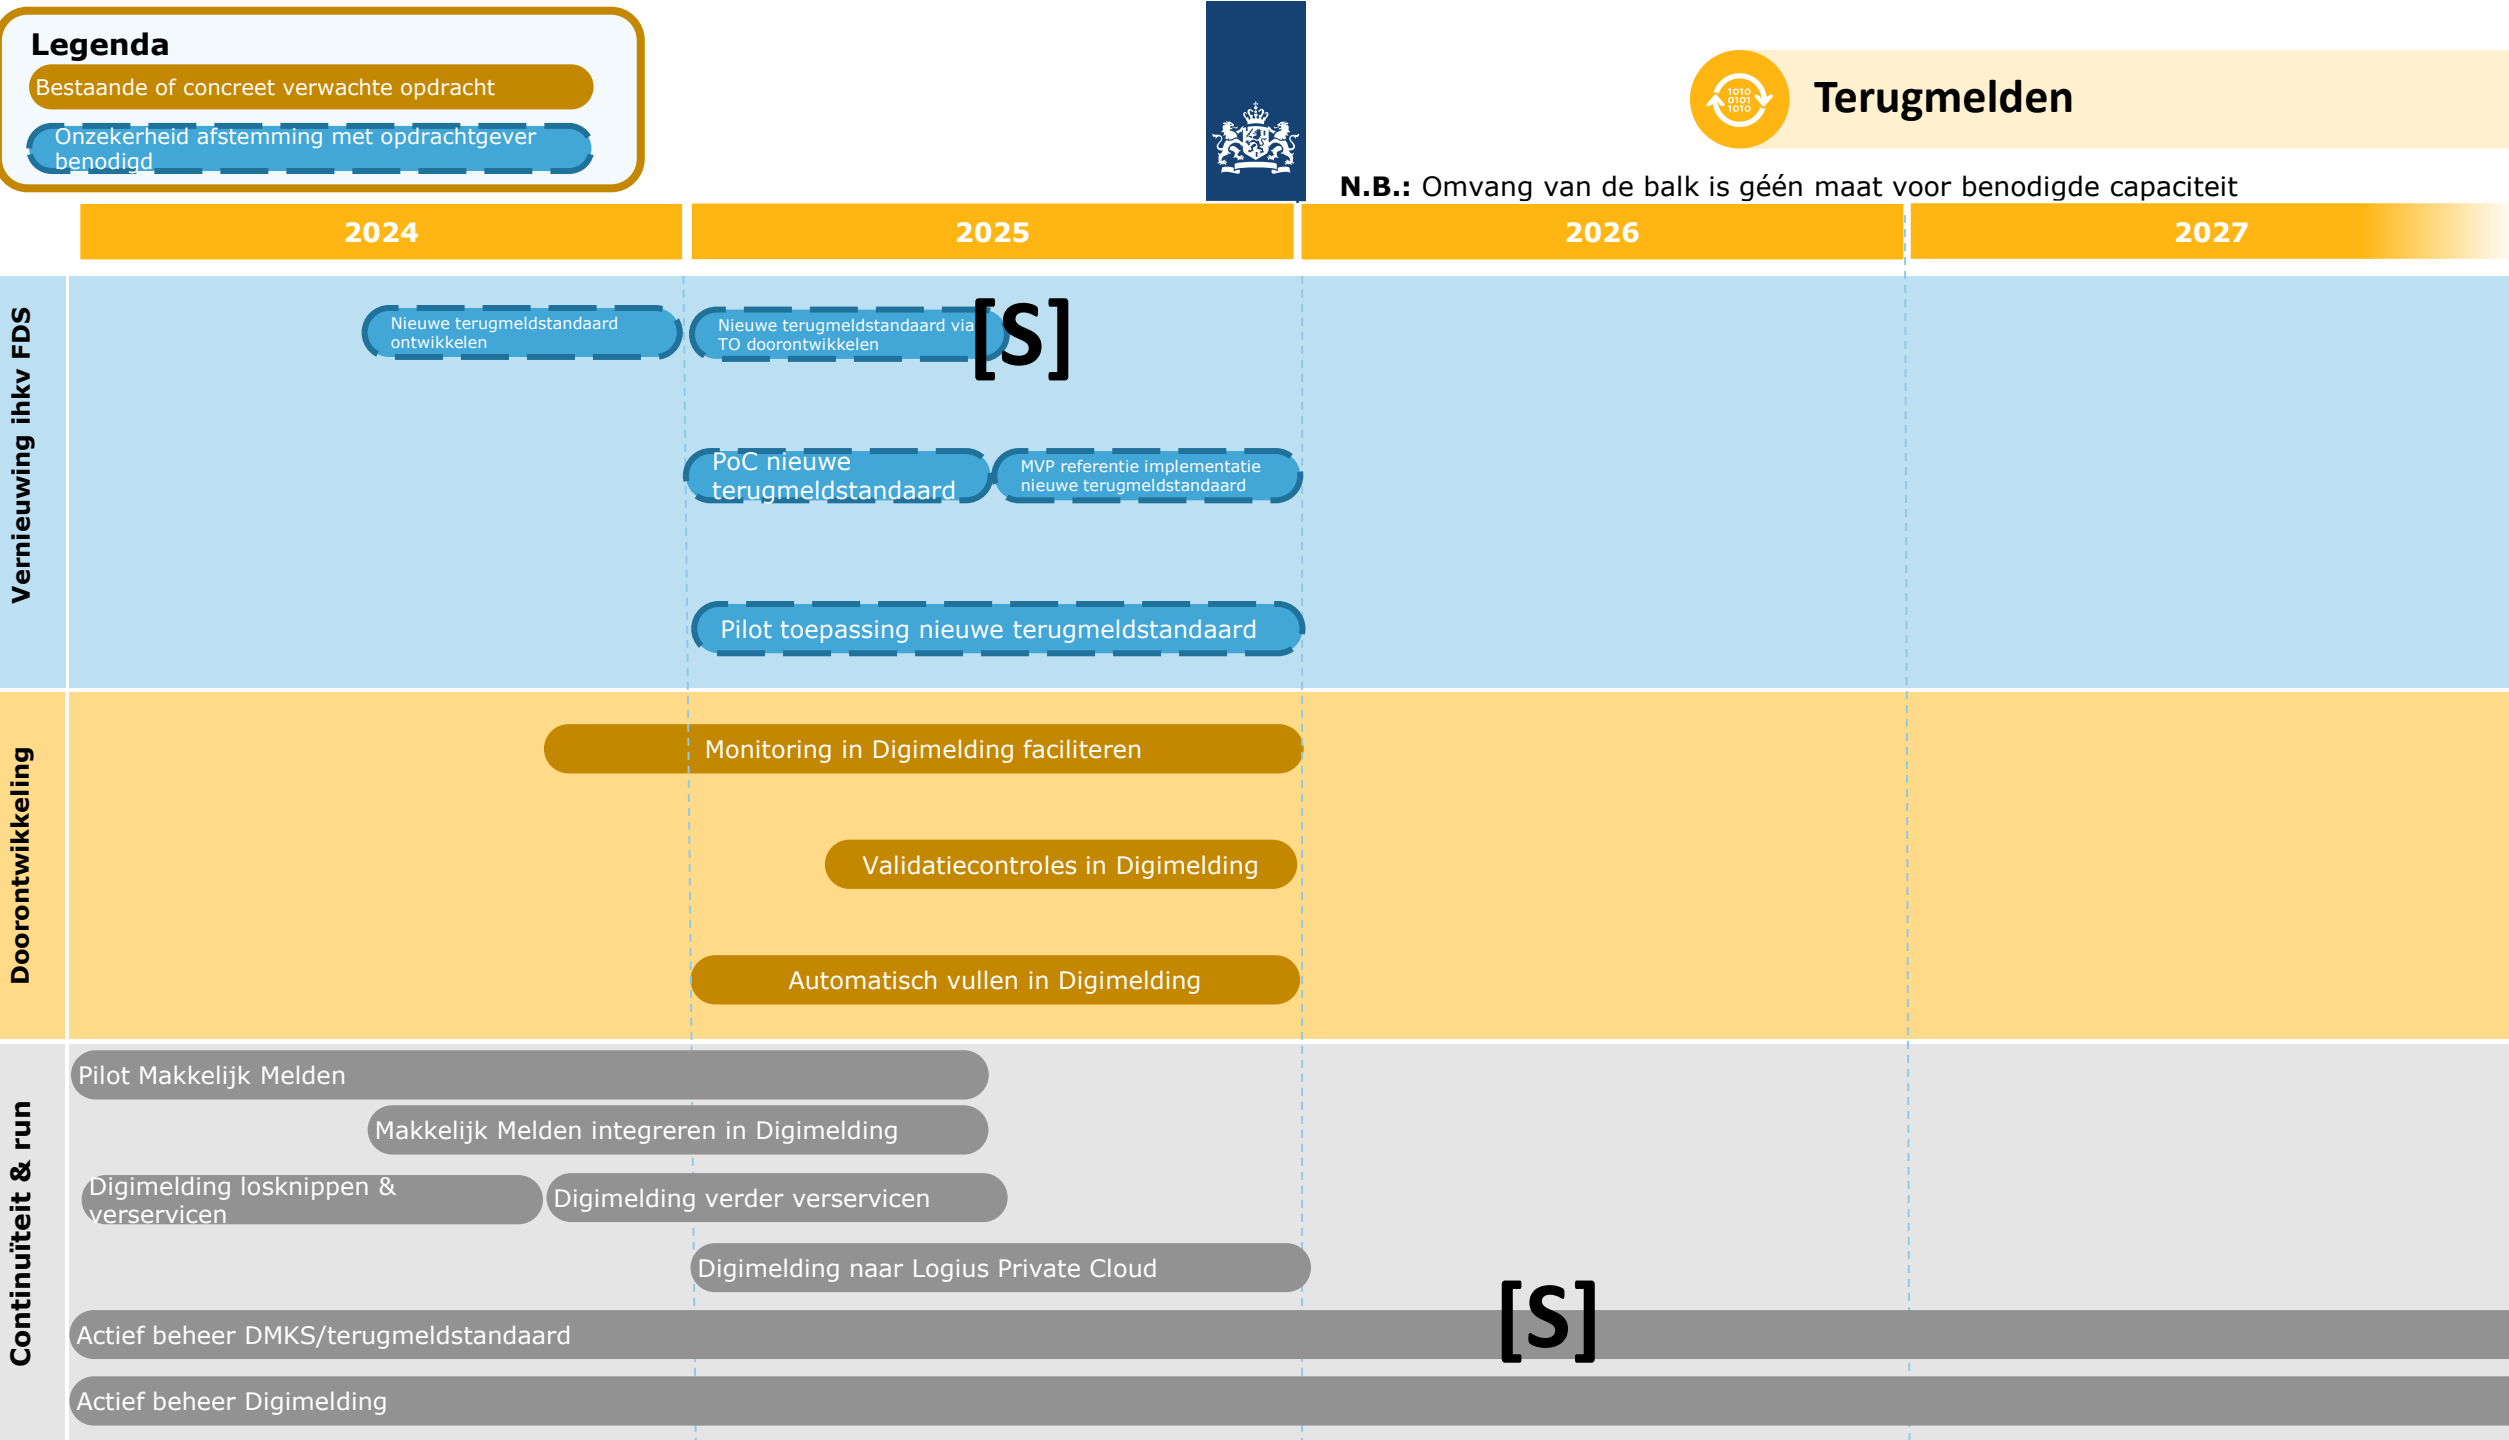 Legenda
Bestaande of concreet verwachte opdracht
Onzekerheid afstemming met opdrachtgever
benodigd
1010
0101
1010
Terugmelden
N.B.: Omvang van de balk is géén maat voor benodigde capaciteit
2024
2025
2026
2027
Vernieuwing ihkv FDS
Nieuwe terugmeldstandaard
ontwikkelen
Nieuwe terugmeldstandaard via
TO doorontwikkelen
[S]
PoC nieuwe
terugmeldstandaard
MVP referentie implementatie
nieuwe terugmeldstandaard
Pilot toepassing nieuwe terugmeldstandaard
Doorontwikkeling
Monitoring in Digimelding faciliteren
Validatiecontroles in Digimelding
Automatisch vullen in Digimelding
Continuïteit & run
Pilot Makkelijk Melden
Makkelijk Melden integreren in Digimelding
Digimelding losknippen &
verservicen
Digimelding verder verservicen
Digimelding naar Logius Private Cloud
Actief beheer DMKS/terugmeldstandaard
[S]
Actief beheer Digimelding